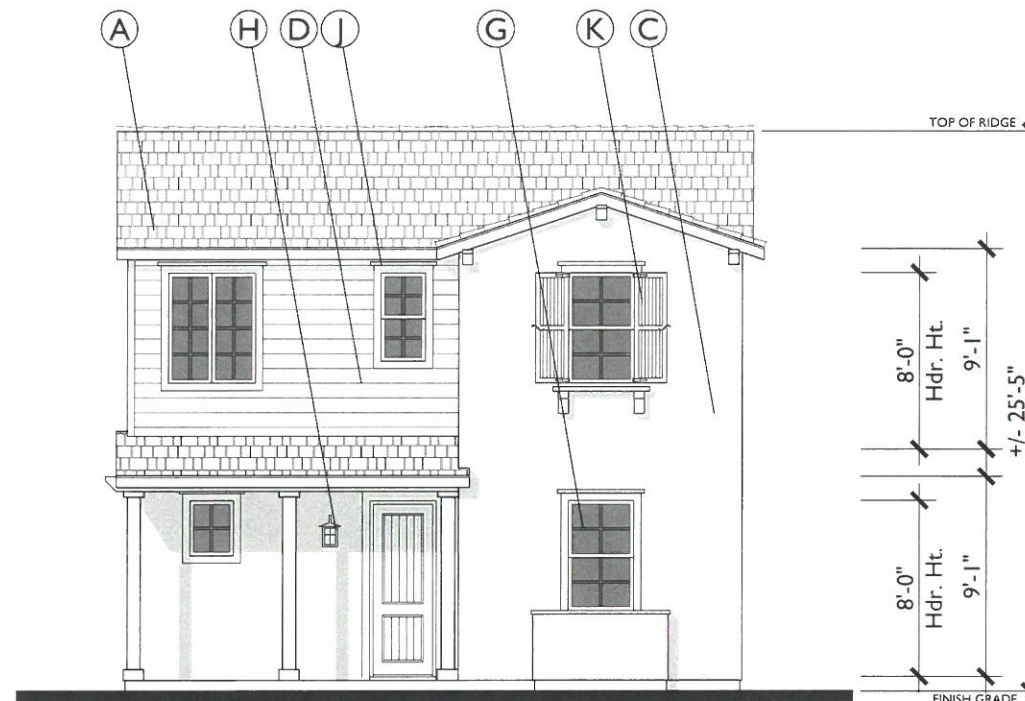 A H D J G K C
TOP OF RIDGE
8'-0"
Hdr. Ht.
9'-1"
+/- 25'-5"
8'-0"
Hdr. Ht.
9'-1"
FINISH GRADE